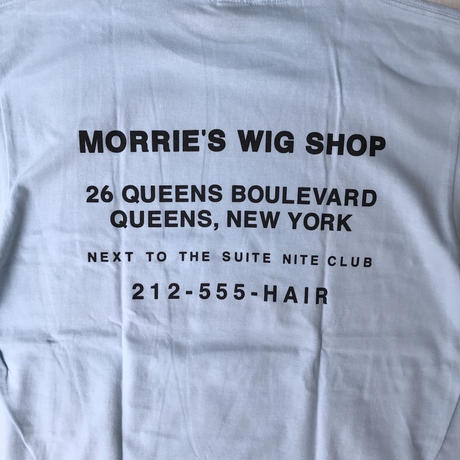 MORRIE'S WIG SHOP
26 QUEENS BOULEVARD
QUEENS, NEW YORK
NEXT TO THE SUITE NITE CLUB
212-555-HAIR